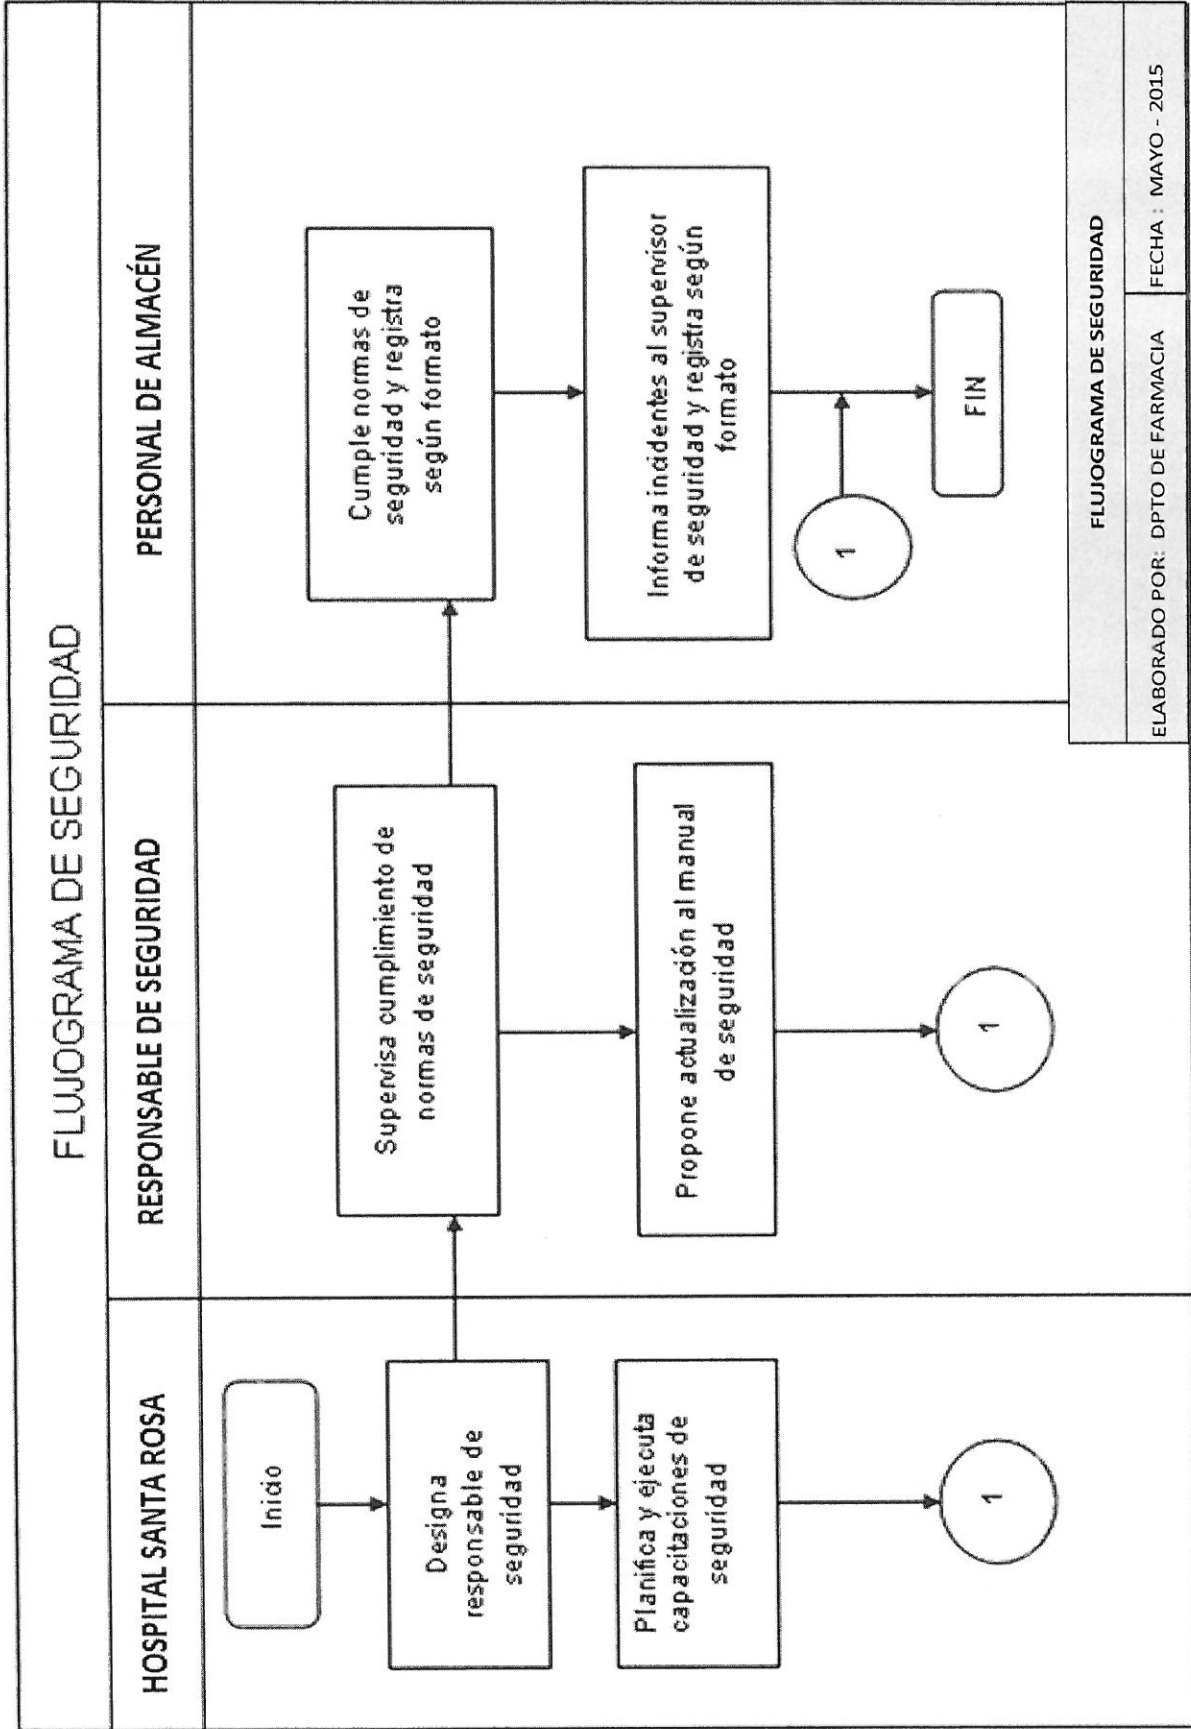 FLUJOGRAMA DE SEGURIDAD
HOSPITAL SANTA ROSA
RESPONSABLE DE SEGURIDAD
PERSONAL DE ALMACÉN
Inicio
Designa
responsable de
seguridad
Planifica y ejecuta
capacitaciones de
seguridad
1
Supervisa cumplimiento de
normas de seguridad
Propone actualización al manual
de seguridad
1
Cumple normas de
seguridad y registra
según formato
Informa incidentes al supervisor
de seguridad y registra según
formato
1
FIN
FLUJOGRAMA DE SEGURIDAD
ELABORADO POR: DPTO DE FARMACIA
FECHA : MAYO - 2015